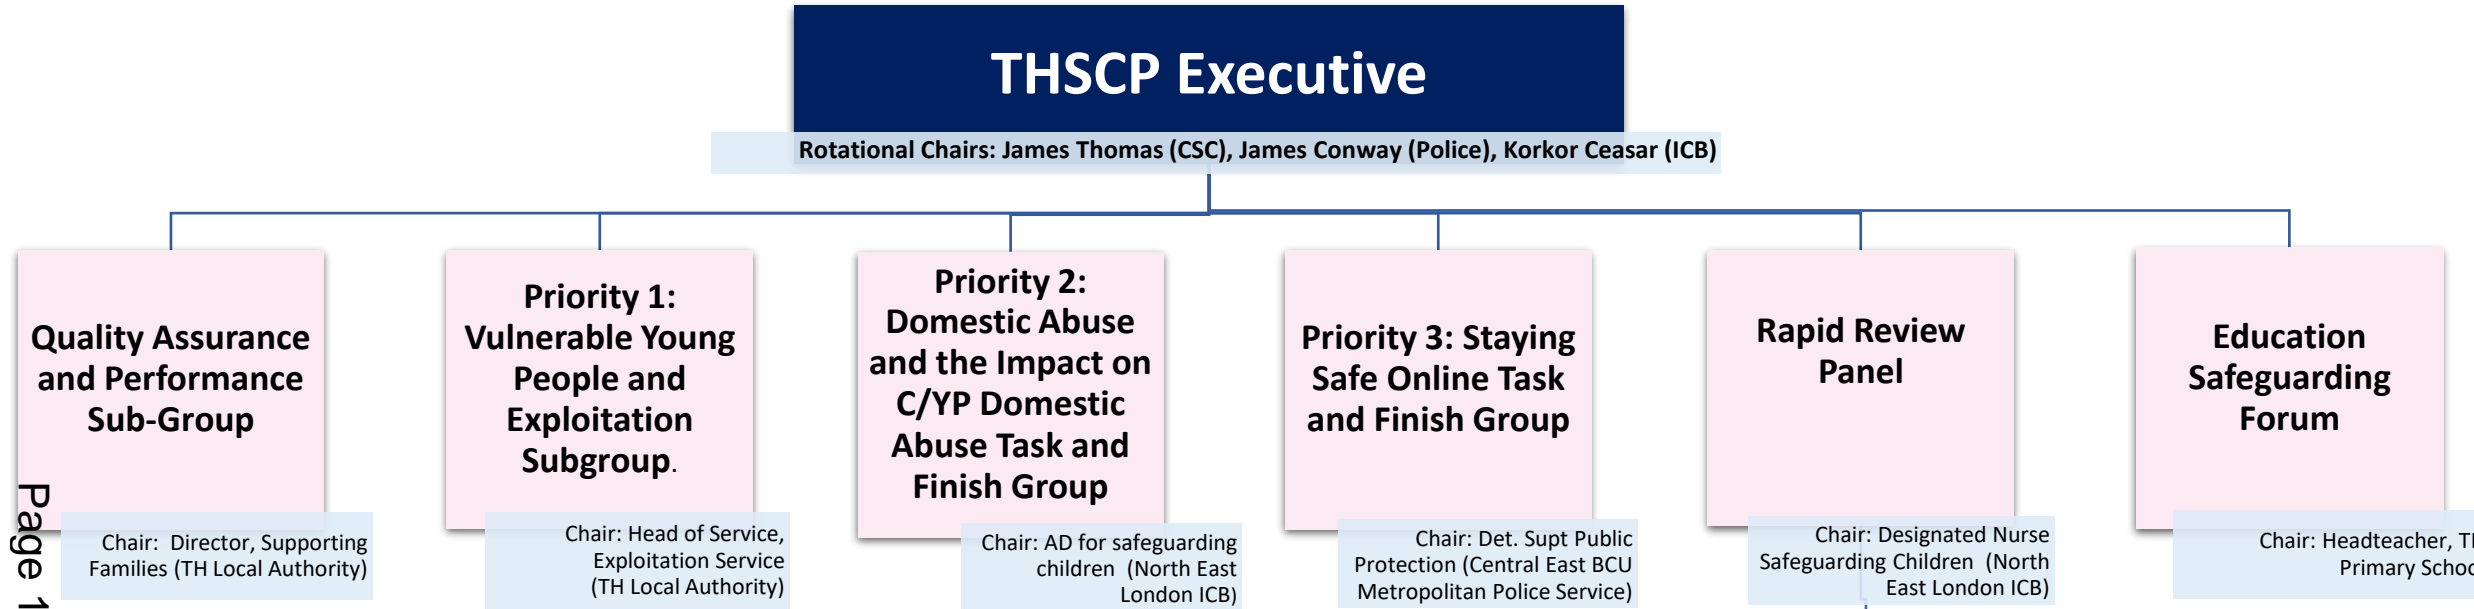 THSCP Executive
Rotational Chairs: James Thomas (CSC), James Conway (Police), Korkor Ceasar (ICB)
Quality Assurance
and Performance
Sub-Group
Chair: Director, Supporting
Families (TH Local Authority)
Priority 1:
Vulnerable Young
People and
Exploitation
Subgroup.
Chair: Head of Service,
Exploitation Service
(TH Local Authority)
Priority 2:
Domestic Abuse
and the Impact on
C/YP Domestic
Abuse Task and
Finish Group
Chair: AD for safeguarding
children (North East
London ICB)
Priority 3: Staying
Safe Online Task
and Finish Group
Chair: Det. Supt Public
Protection (Central East BCU
Metropolitan Police Service)
Rapid Review
Panel
Chair: Designated Nurse
Safeguarding Children (North
East London ICB)
Education
Safeguarding
Forum
Chair: Headteacher,
Primary
Page 1